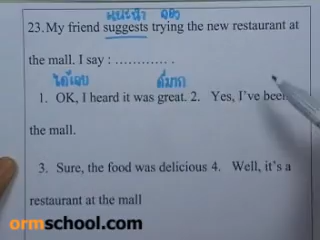 แนะนำ ลอง
23. My friend suggests trying the new restaurant at
the mall. I say : ............ .
ได้เลย ดีมาก
1. OK, I heard it was great. 2. Yes, I've been
the mall.
3. Sure, the food was delicious 4. Well, it's a
restaurant at the mall
ormschool.com